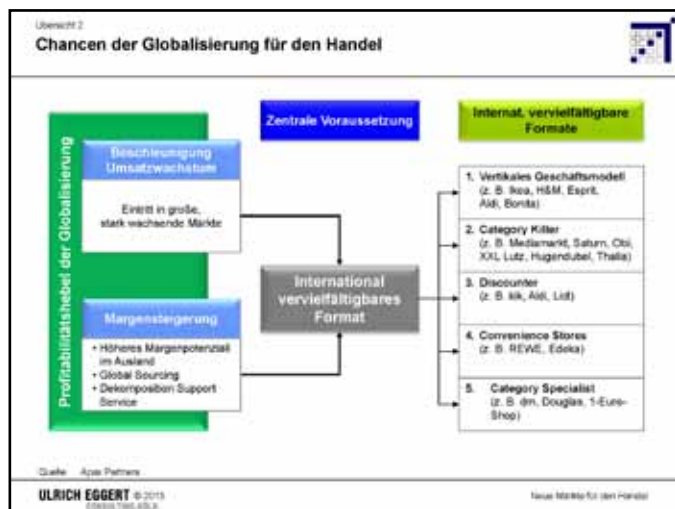 Übersicht 2
Chancen der Globalisierung für den Handel
Profitabilitätshebel der Globalisierung
Beschleunigung
Umsatzwachstum
Eintritt in große,
stark wachsende Märkte
Margensteigerung
• Höheres Margenpotenzial
im Ausland
• Global Sourcing
• Dekomposition Support
Service
Zentrale Voraussetzung
International
vervielfältigbares
Format
Internat. vervielfältigbare
Formate
1. Vertikales Geschäftsmodell
(z. B. Ikea, H&M, Esprit,
Aldi, Bonita)
2. Category Killer
(z. B. Mediamarkt, Saturn, Obi,
XXL Lutz, Hugendubel, Thalia)
3. Discounter
(z. B. kik, Aldi, Lidl)
4. Convenience Stores
(z. B. REWE, Edeka)
5. Category Specialist
(z. B. dm, Douglas, 1-Euro-
Shop)
Quelle: Apax Partners
ULRICH EGGERT © 2015
CONSULTING.KÖLN
Neue Märkte für den Handel